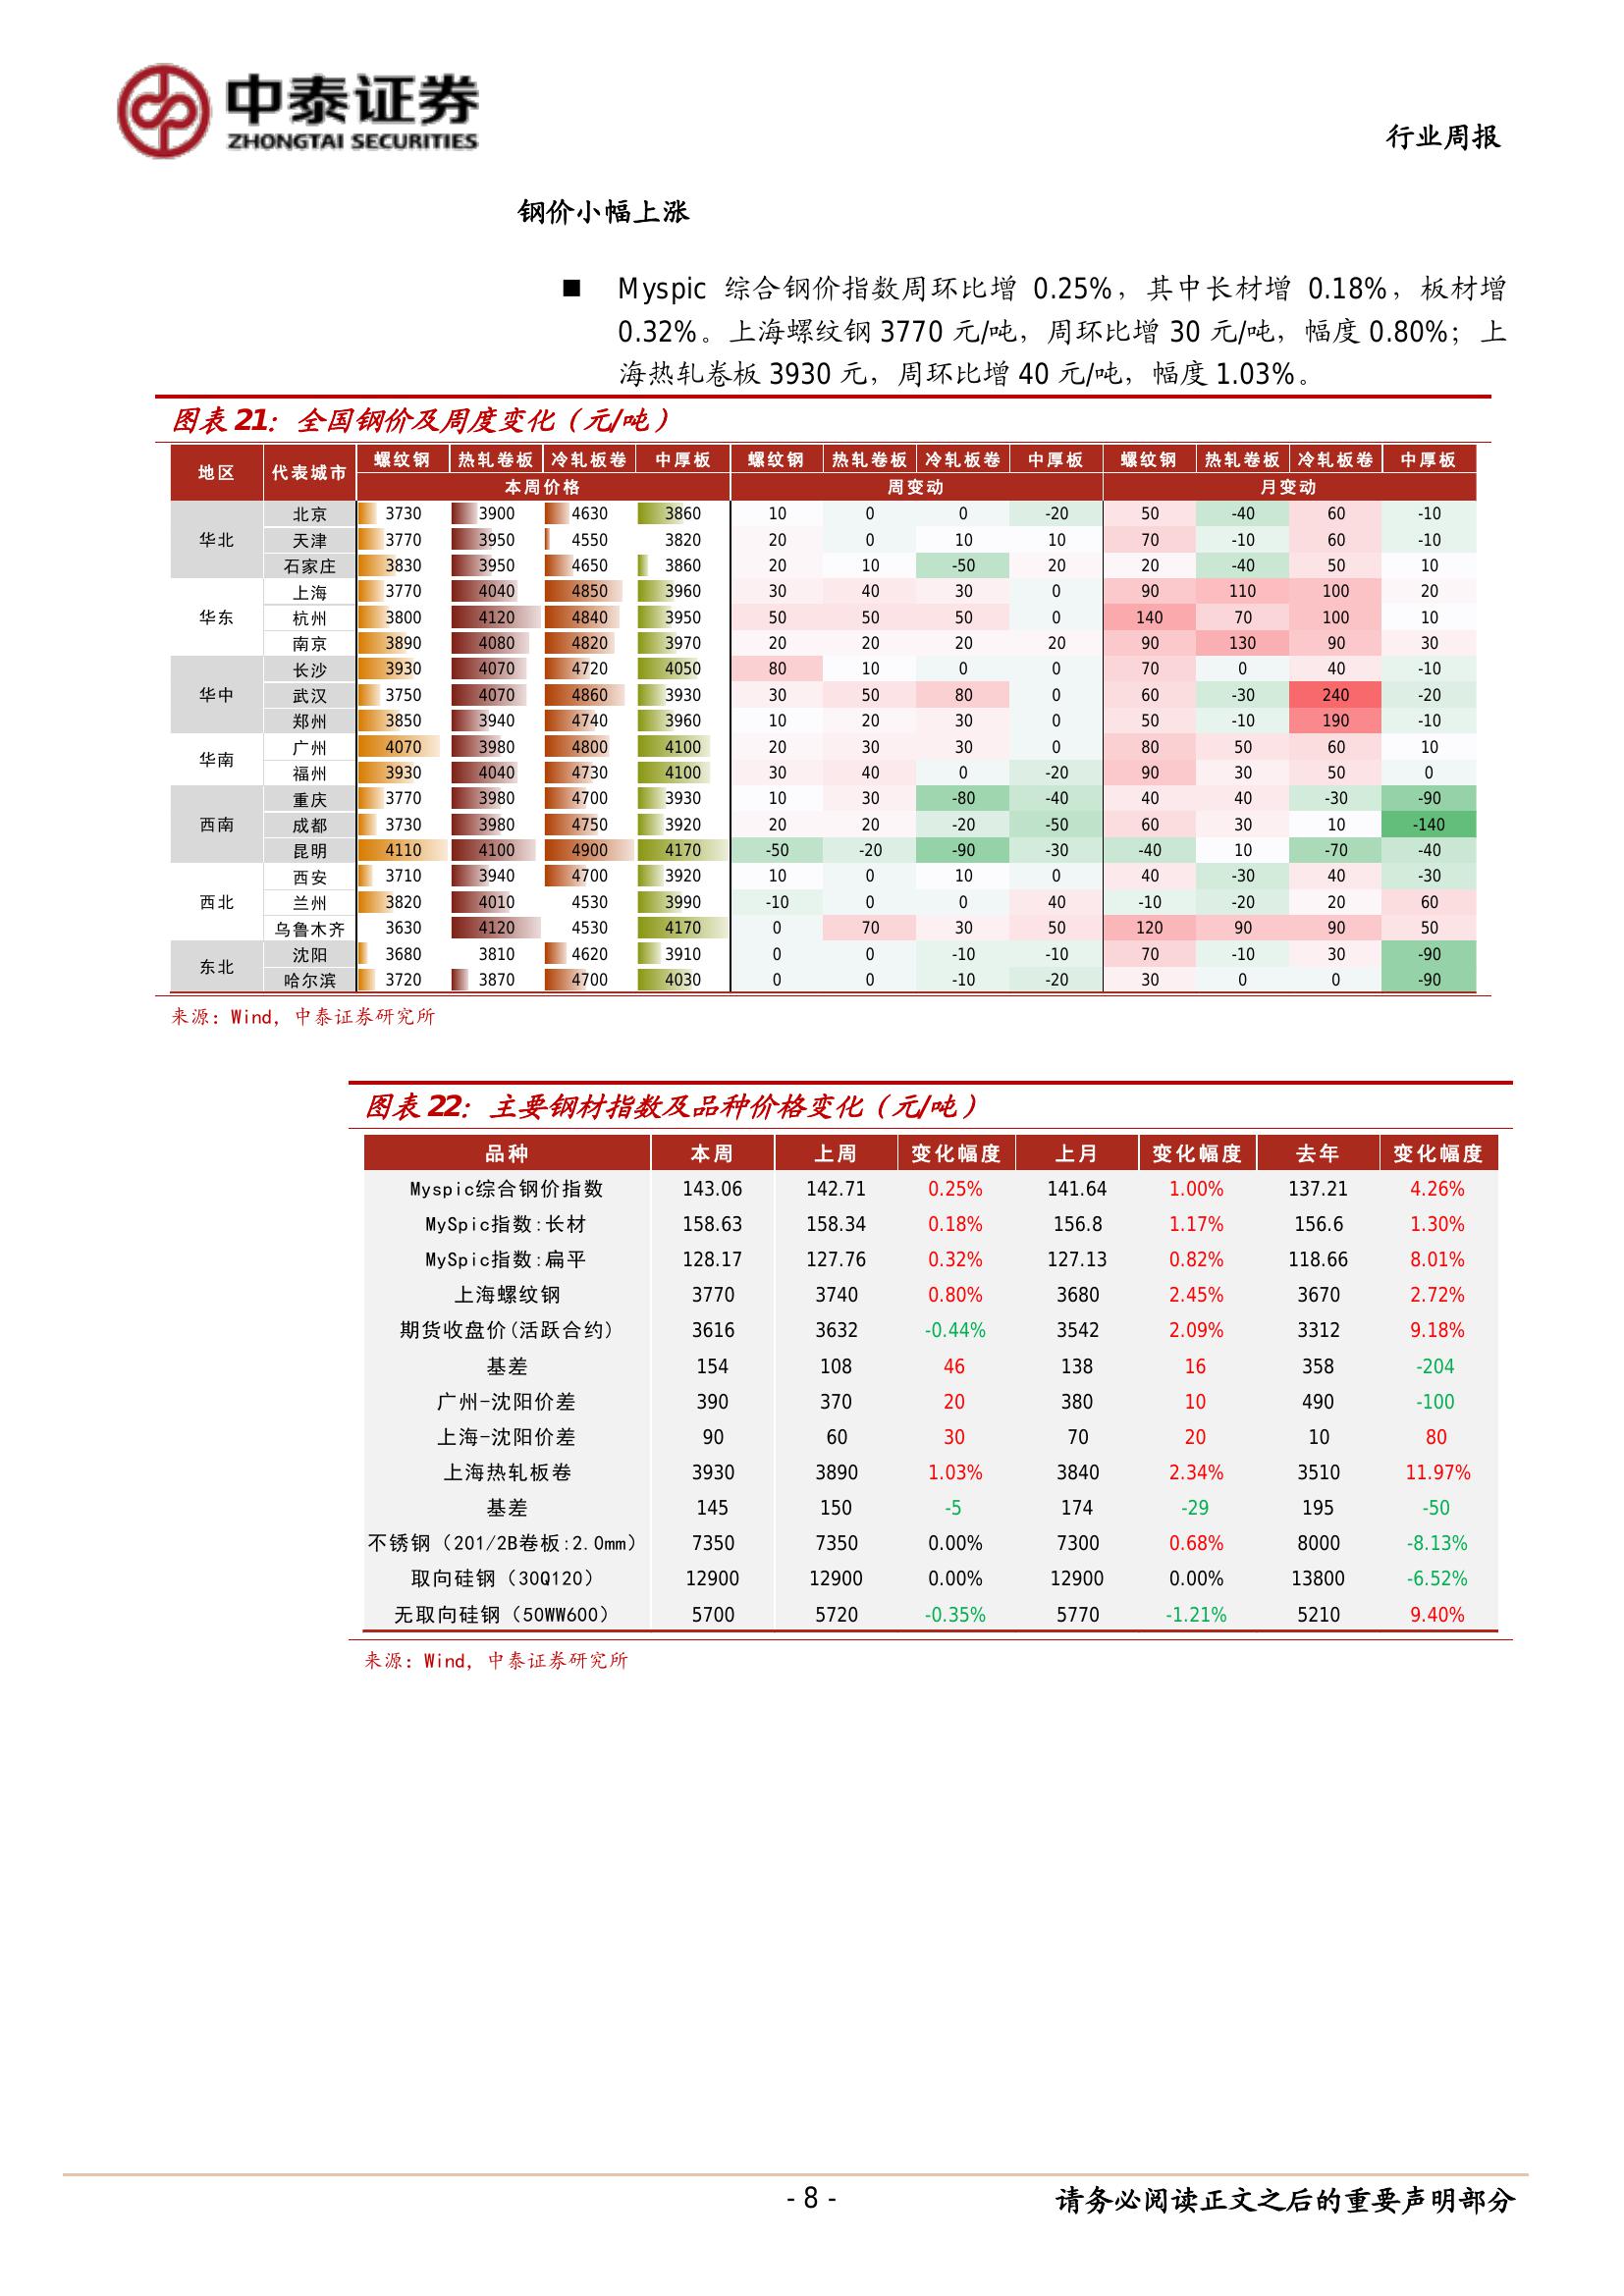 中泰证券
ZHONGTAI SECURITIES
行业周报
钢价小幅上涨
■ Myspic 综合钢价指数周环比增 0.25%，其中长材增 0.18%，板材增
0.32%。上海螺纹钢 3770 元/吨，周环比增 30 元/吨，幅度 0.80%；上
海热轧卷板 3930 元，周环比增 40 元/吨，幅度 1.03%。
图表 21：全国钢价及周度变化（元/吨）
地区 代表城市 螺纹钢 热轧卷板 冷轧板卷 中厚板 螺纹钢 热轧卷板 冷轧板卷 中厚板 螺纹钢 热轧卷板 冷轧板卷 中厚板
本周价格 周变动 月变动
华北 北京 3730 3900 4630 3860 10 0 0 -20 50 -40 60 -10
天津 3770 3950 4550 3820 20 0 10 10 70 -10 60 -10
石家庄 3830 3950 4650 3860 20 10 -50 20 20 -40 50 10
华东 上海 3770 4040 4850 3960 30 40 30 0 90 110 100 20
杭州 3800 4120 4840 3950 50 50 50 0 140 70 100 10
南京 3890 4080 4820 3970 20 20 20 20 90 130 90 30
华中 长沙 3930 4070 4720 4050 80 10 0 0 70 0 40 -10
武汉 3750 4070 4860 3930 30 50 80 0 60 -30 240 -20
郑州 3850 3940 4740 3960 10 20 30 0 50 -10 190 -10
华南 广州 4070 3980 4800 4100 20 30 30 0 80 50 60 10
福州 3930 4040 4730 4100 30 40 0 -20 90 30 50 0
西南 重庆 3770 3980 4700 3930 10 30 -80 -40 40 40 -30 -90
成都 3730 3980 4750 3920 20 20 -20 -50 60 30 10 -140
昆明 4110 4100 4900 4170 -50 -20 -90 -30 -40 10 -70 -40
西北 西安 3710 3940 4700 3920 10 0 10 0 40 -30 40 -30
兰州 3820 4010 4530 3990 -10 0 0 40 -10 -20 20 60
乌鲁木齐 3630 4120 4530 4170 0 70 30 50 120 90 90 50
东北 沈阳 3680 3810 4620 3910 0 0 -10 -10 70 -10 30 -90
哈尔滨 3720 3870 4700 4030 0 0 -10 -20 30 0 0 -90
来源：Wind，中泰证券研究所
图表 22：主要钢材指数及品种价格变化（元/吨）
品种 本周 上周 变化幅度 上月 变化幅度 去年 变化幅度
Myspic综合钢价指数 143.06 142.71 0.25% 141.64 1.00% 137.21 4.26%
MySpic指数:长材 158.63 158.34 0.18% 156.8 1.17% 156.6 1.30%
MySpic指数:扁平 128.17 127.76 0.32% 127.13 0.82% 118.66 8.01%
上海螺纹钢 3770 3740 0.80% 3680 2.45% 3670 2.72%
期货收盘价(活跃合约) 3616 3632 -0.44% 3542 2.09% 3312 9.18%
基差 154 108 46 138 16 358 -204
广州-沈阳价差 390 370 20 380 10 490 -100
上海-沈阳价差 90 60 30 70 20 10 80
上海热轧板卷 3930 3890 1.03% 3840 2.34% 3510 11.97%
基差 145 150 -5 174 -29 195 -50
不锈钢（201/2B卷板:2.0mm） 7350 7350 0.00% 7300 0.68% 8000 -8.13%
取向硅钢（30Q120） 12900 12900 0.00% 12900 0.00% 13800 -6.52%
无取向硅钢（50WW600） 5700 5720 -0.35% 5770 -1.21% 5210 9.40%
来源：Wind，中泰证券研究所
- 8 -
请务必阅读正文之后的重要声明部分